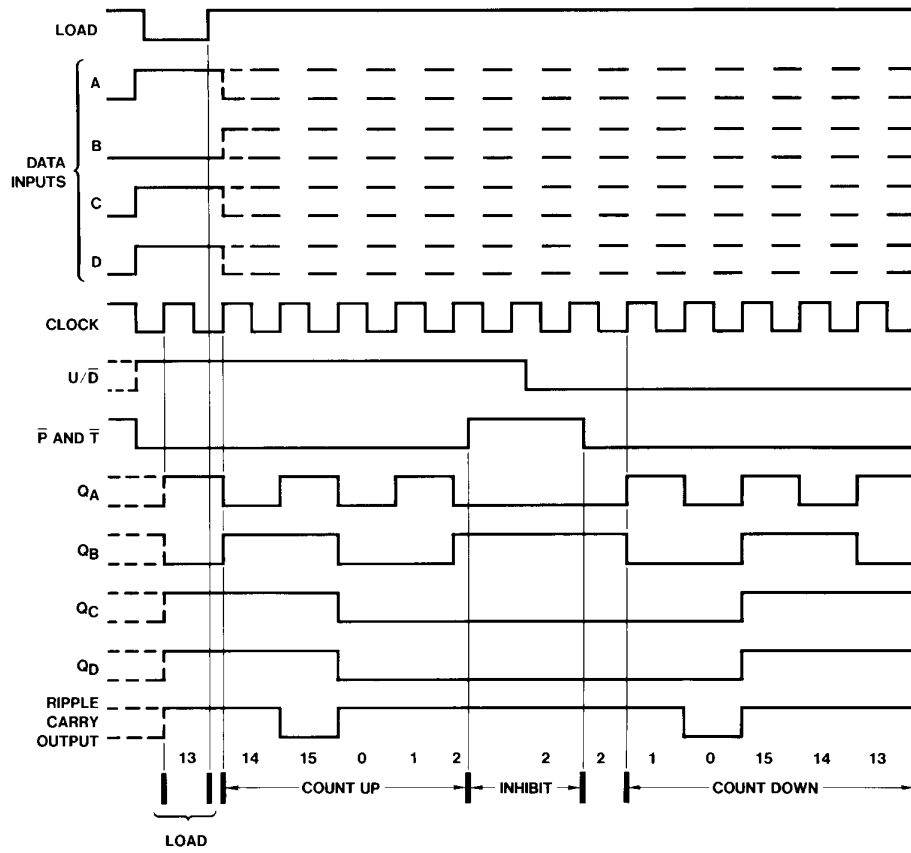 LOAD
A
B
DATA
INPUTS
C
D
CLOCK
U/D̅
P̅ AND T̅
QA
QB
QC
QD
RIPPLE
CARRY
OUTPUT
13 14 15 0 1 2 2 2 1 0 15 14 13
COUNT UP INHIBIT COUNT DOWN
LOAD